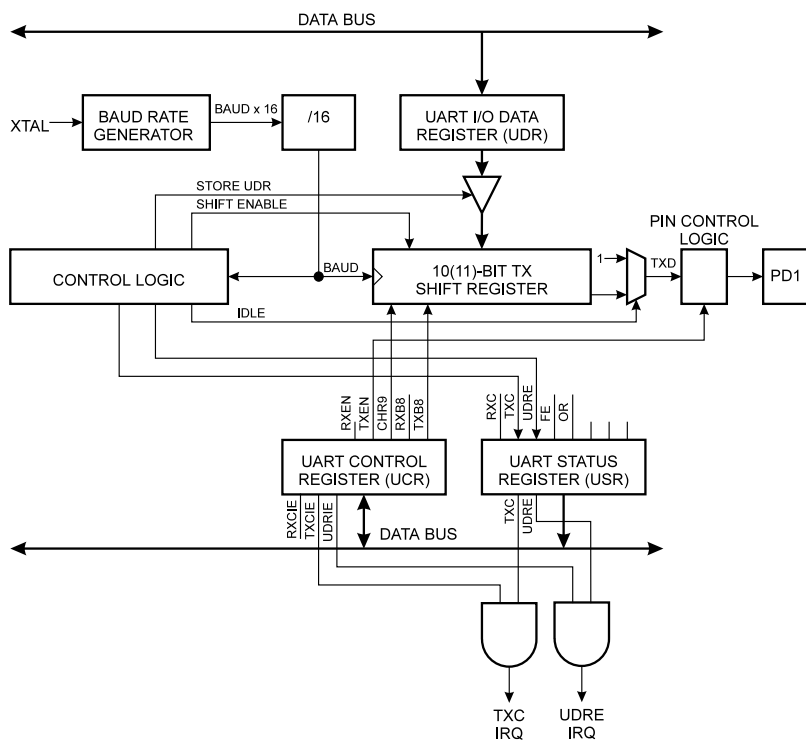 DATA BUS
XTAL
BAUD RATE
GENERATOR
BAUD x 16
/16
UART I/O DATA
REGISTER (UDR)
STORE UDR
SHIFT ENABLE
PIN CONTROL
LOGIC
CONTROL LOGIC
BAUD
10(11)-BIT TX
SHIFT REGISTER
1
TXD
PD1
IDLE
RXEN
TXEN
CHR9
RXB8
TXB8
RXC
TXC
UDRE
FE
OR
UART CONTROL
REGISTER (UCR)
UART STATUS
REGISTER (USR)
RXCIE
TXCIE
UDRIE
TXC
UDRE
DATA BUS
TXC
IRQ
UDRE
IRQ